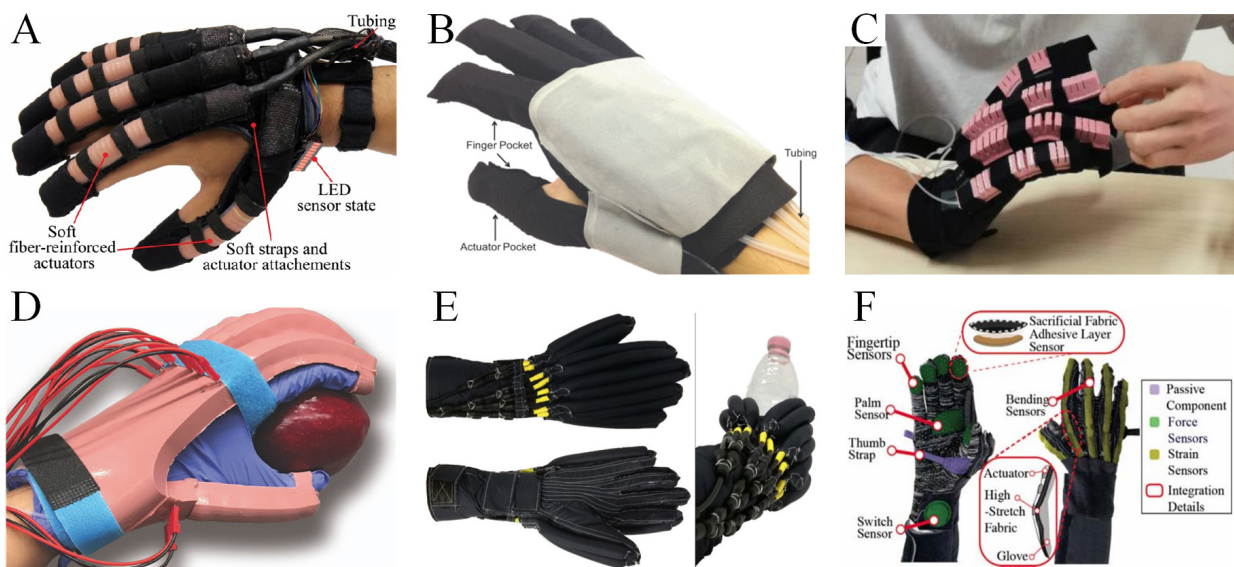 A
Tubing
LED
sensor state
Soft
fiber-reinforced
actuators
Soft straps and
actuator attachements
B
Finger Pocket
Tubing
Actuator Pocket
C
D
E
F
Sacrificial Fabric
Adhesive Layer
Sensor
Fingertip
Sensors
Palm
Sensor
Thumb
Strap
Switch
Sensor
Bending
Sensors
Actuator
High
-Stretch
Fabric
Glove
Passive
Component
Force
Sensors
Strain
Sensors
Integration
Details